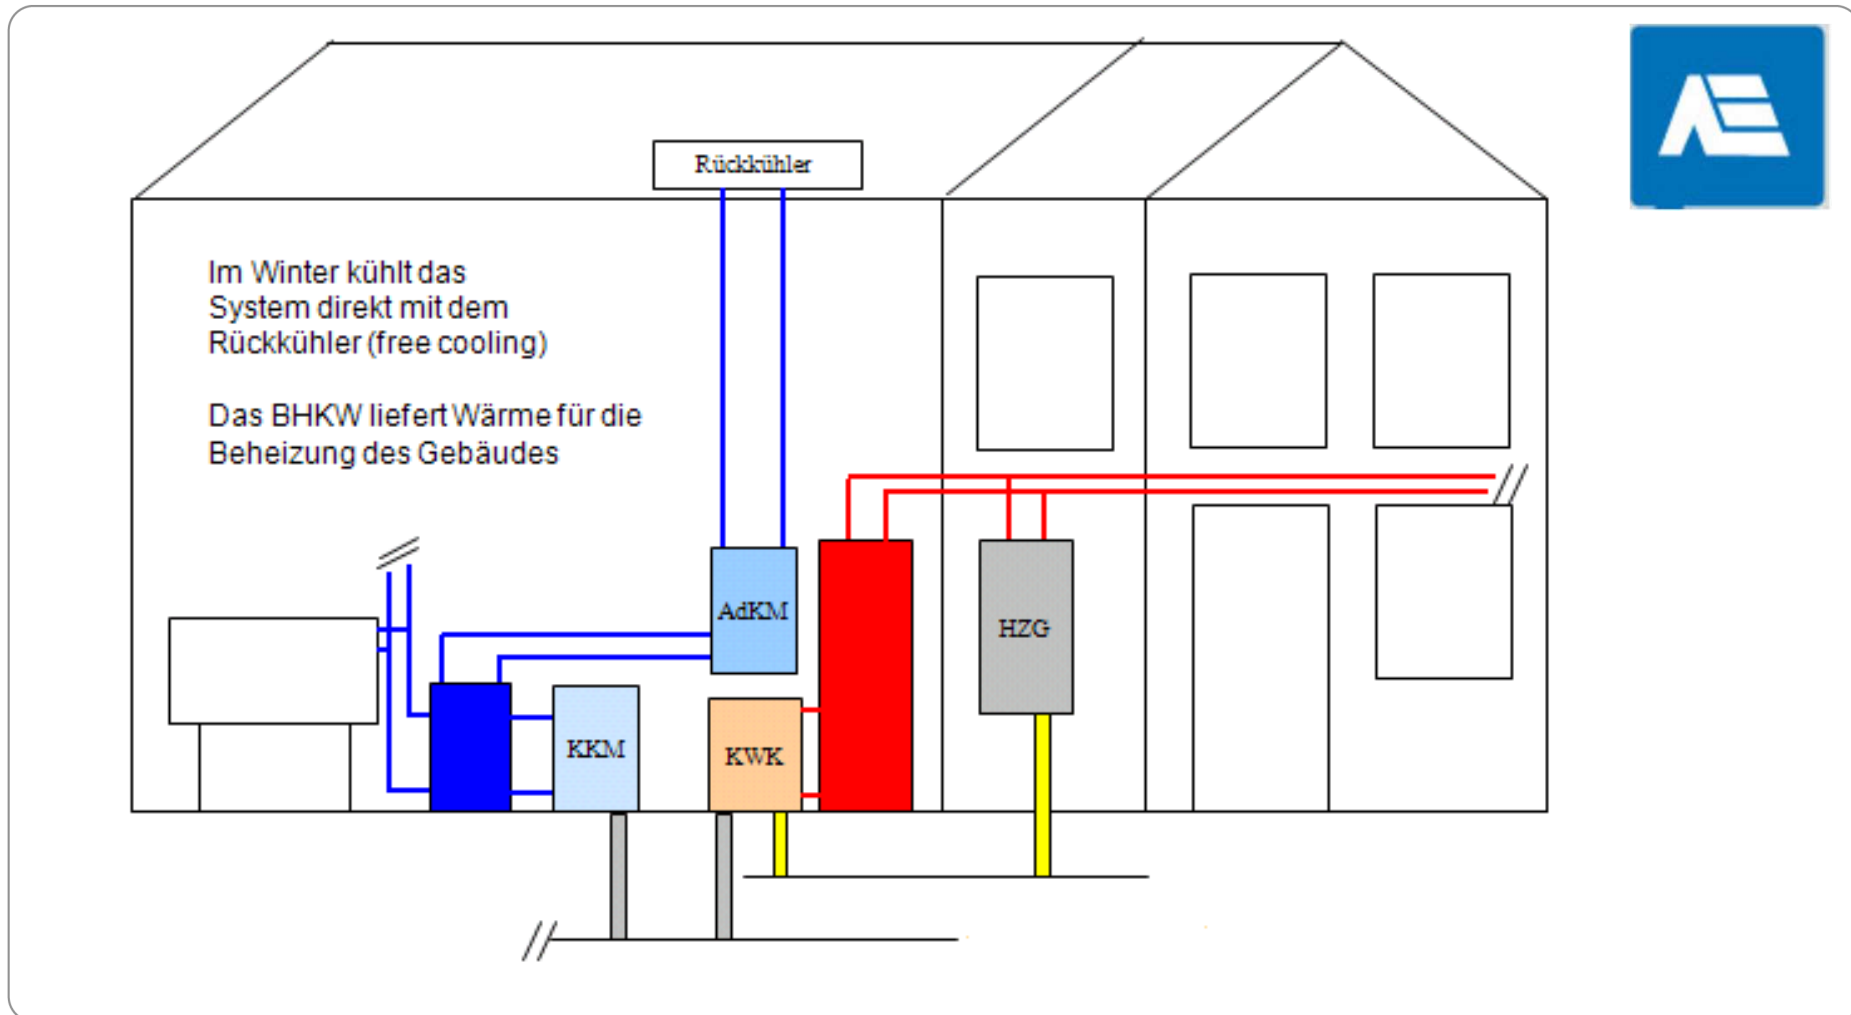 Rückkühler
Im Winter kühlt das
System direkt mit dem
Rückkühler (free cooling)
Das BHKW liefert Wärme für die
Beheizung des Gebäudes
AdKM
HZG
KKM
KWK
AE